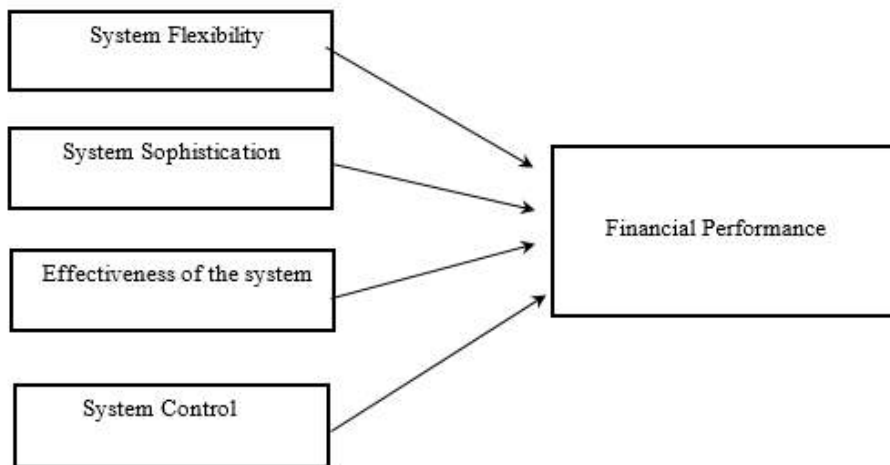 System Flexibility
System Sophistication
Financial Performance
Effectiveness of the system
System Control